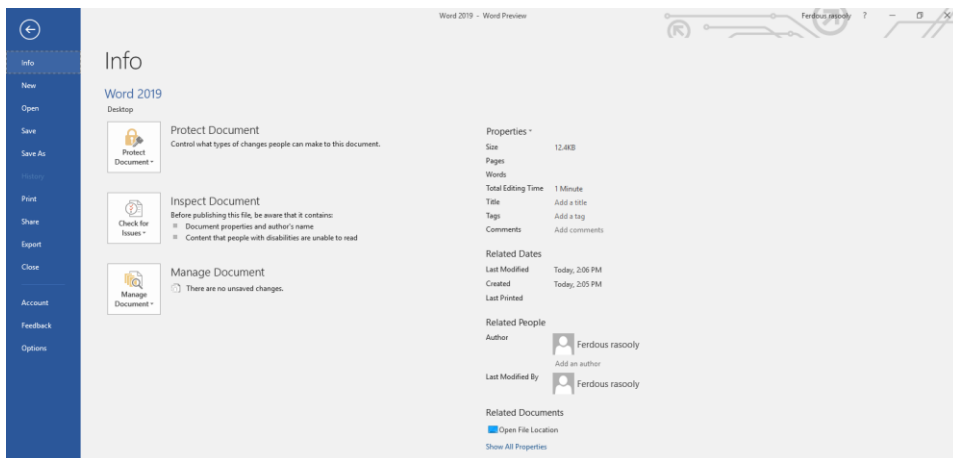 Word 2019 - Word Preview
Ferdous rasooly ?
Info
New
Open
Save
Save As
History
Print
Share
Export
Close
Account
Feedback
Options
Info
Word 2019
Desktop
Protect Document
Protect Document
Control what types of changes people can make to this document.
Check for Issues
Inspect Document
Before publishing this file, be aware that it contains:
Document properties and author's name
Content that people with disabilities are unable to read
Manage Document
Manage Document
There are no unsaved changes.
Properties
Size 12.4KB
Pages
Words
Total Editing Time 1 Minute
Title Add a title
Tags Add a tag
Comments Add comments
Related Dates
Last Modified Today, 2:06 PM
Created Today, 2:05 PM
Last Printed
Related People
Author Ferdous rasooly
Add an author
Last Modified By Ferdous rasooly
Related Documents
Open File Location
Show All Properties